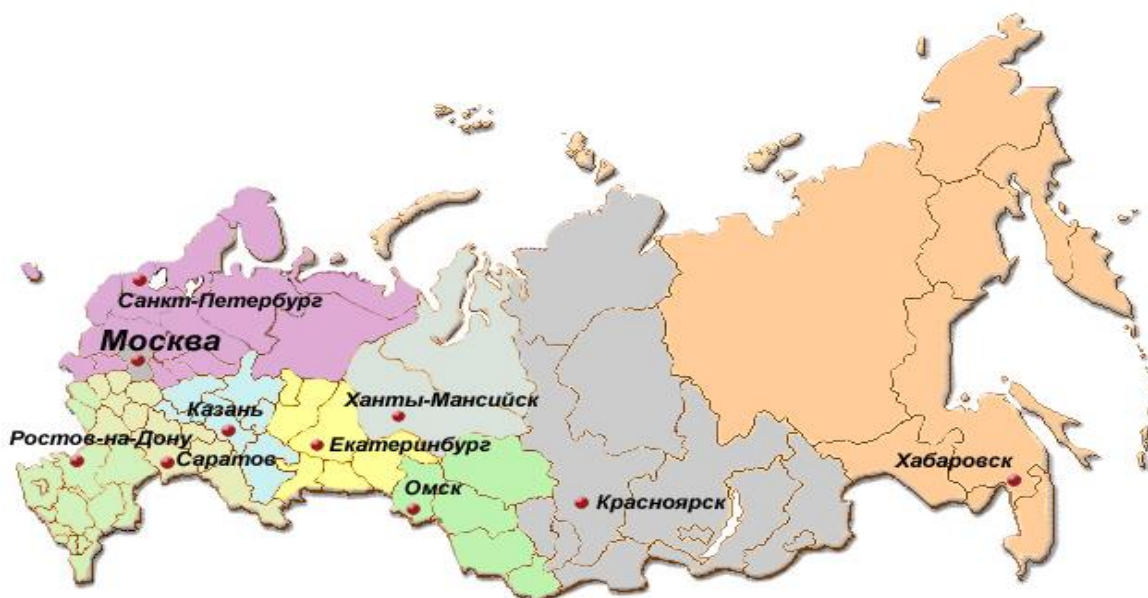 Санкт-Петербург
Москва
Казань
Ханты-Мансийск
Ростов-на-Дону
Екатеринбург
Саратов
Хабаровск
Омск
Красноярск